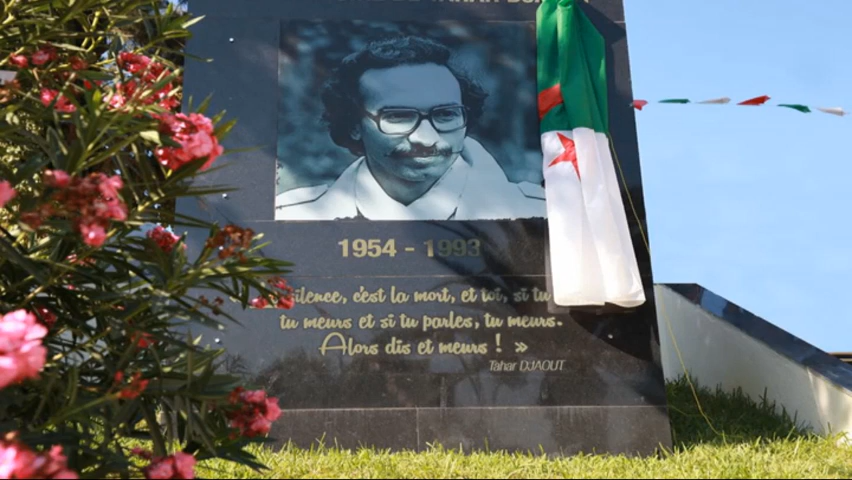 1954 - 1993
silence, c'est la mort, et toi, si tu
tu meurs et si tu parles, tu meurs.
Alors dis et meurs ! »
Tahar DJAOUT